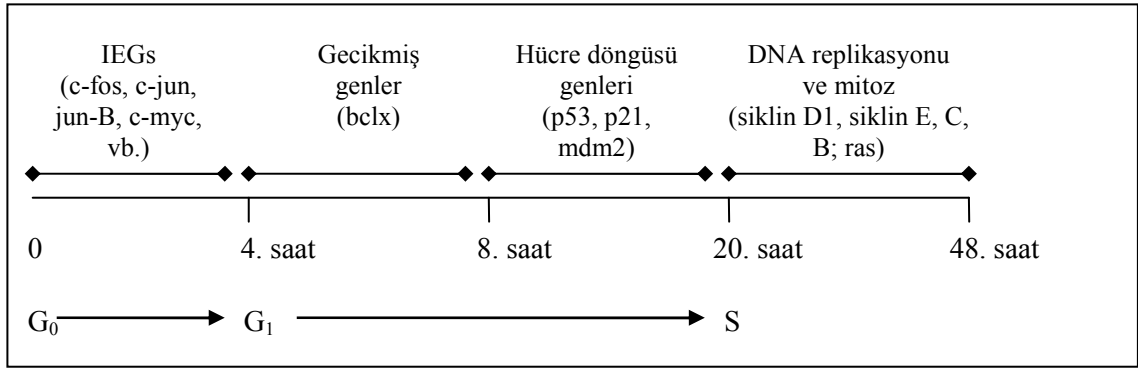 IEGs
(c-fos, c-jun,
jun-B, c-myc,
vb.)
Gecikmiş
genler
(bclx)
Hücre döngüsü
genleri
(p53, p21,
mdm2)
DNA replikasyonu
ve mitoz
(siklin D1, siklin E, C,
B; ras)
0
4. saat
8. saat
20. saat
48. saat
G₀
G₁
S